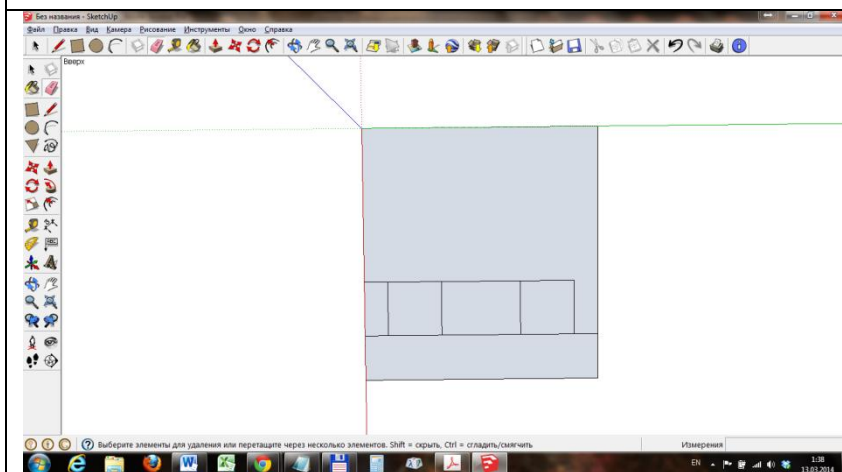 Без названия - SketchUp
Файл Правка Вид Камера Рисование Инструменты Окно Справка
Вверх
Выберите элементы для удаления или перетащите через несколько элементов. Shift = скрыть, Ctrl = сгладить/смягчить
Измерения
EN
1:38
13.03.2014